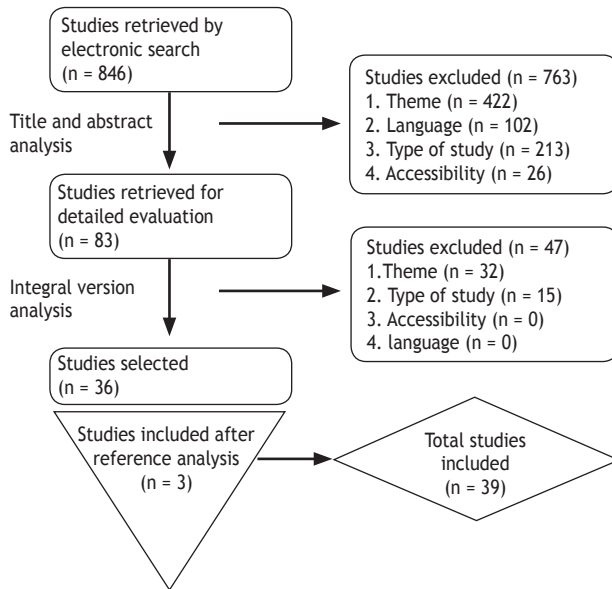 Studies retrieved by
electronic search
(n = 846)
Title and abstract
analysis
Studies excluded (n = 763)
1. Theme (n = 422)
2. Language (n = 102)
3. Type of study (n = 213)
4. Accessibility (n = 26)
Studies retrieved for
detailed evaluation
(n = 83)
Integral version
analysis
Studies excluded (n = 47)
1.Theme (n = 32)
2. Type of study (n = 15)
3. Accessibility (n = 0)
4. language (n = 0)
Studies selected
(n = 36)
Studies included after
reference analysis
(n = 3)
Total studies
included
(n = 39)